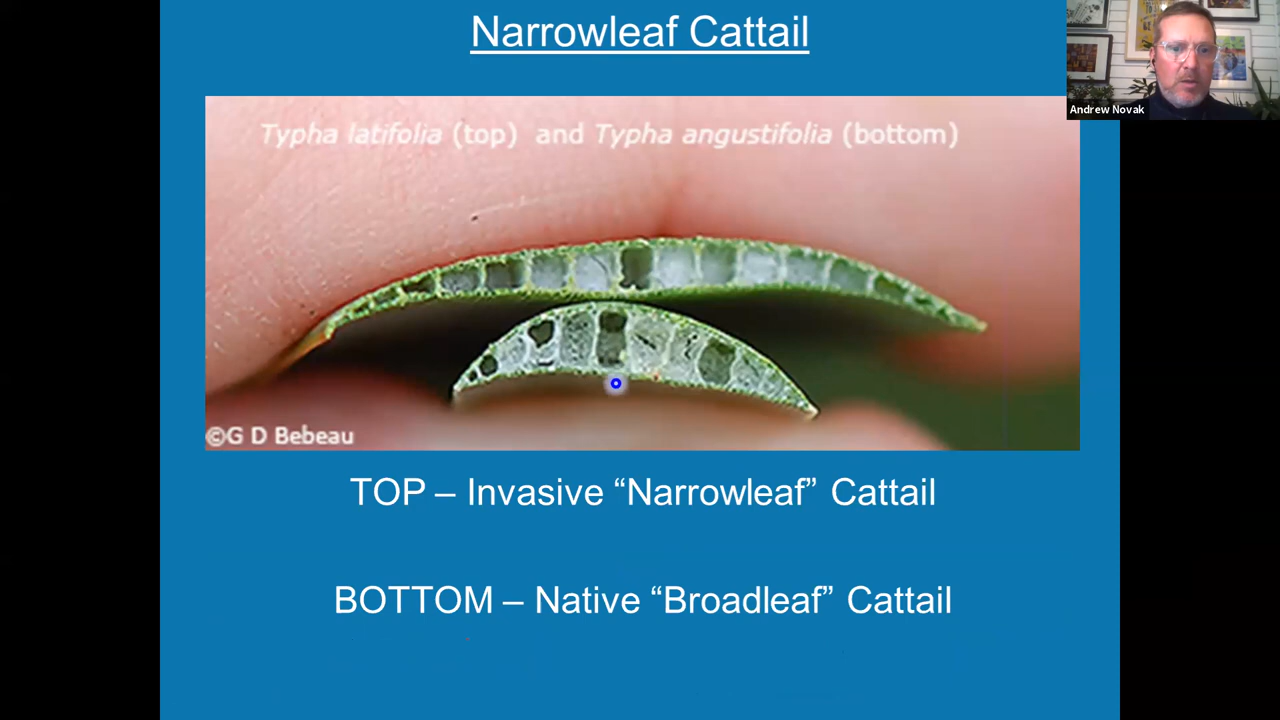 Narrowleaf Cattail
Andrew Novak
Typha latifolia (top) and Typha angustifolia (bottom)
©G D Bebeau
TOP – Invasive “Narrowleaf” Cattail
BOTTOM – Native “Broadleaf” Cattail